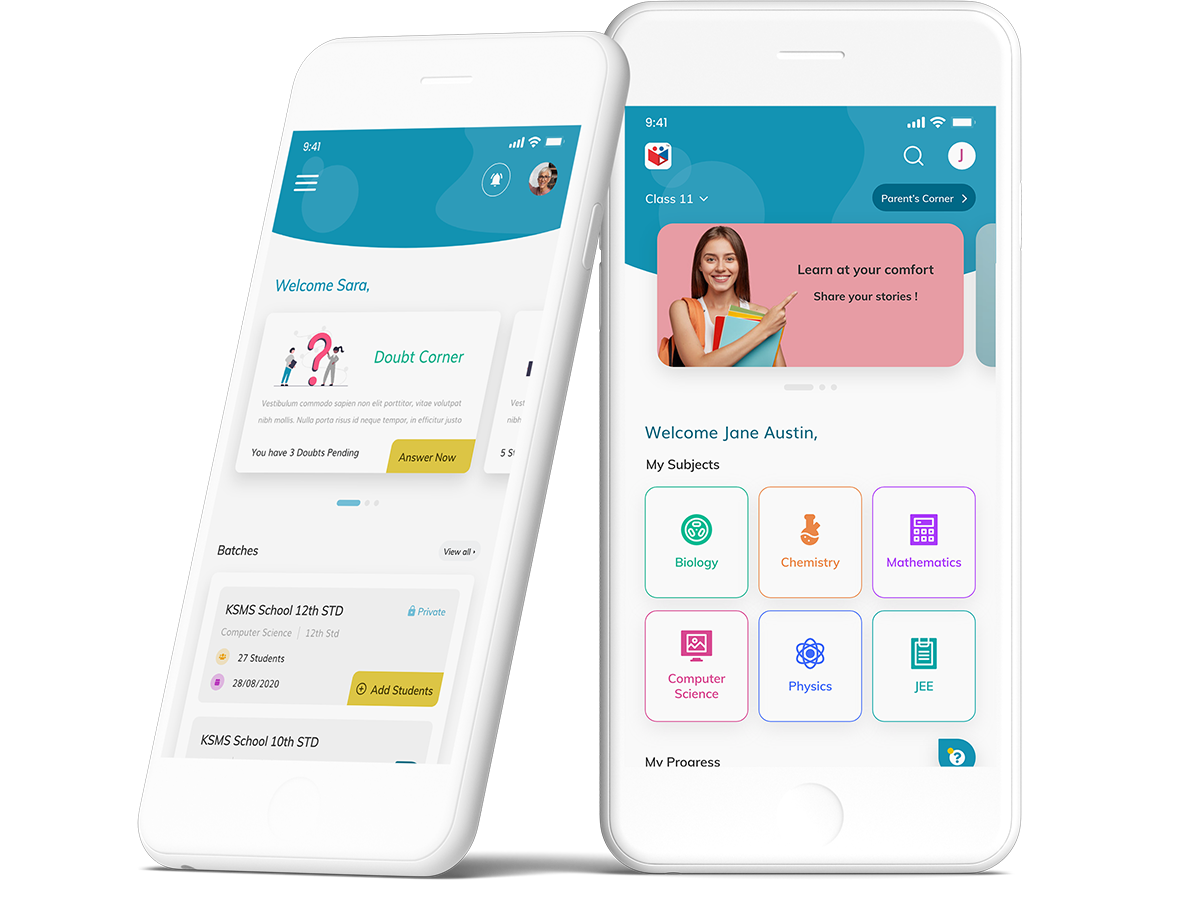 9:41
Welcome Sara,
Doubt Corner
Vestibulum commodo sapien non elit porttitor, vitae volutpat
nibh mollis. Nulla porta risus id neque tempor, in efficitur justo
You have 3 Doubts Pending
Answer Now
Vest
nibh
Batches
View all
KSMS School 12th STD
Private
Computer Science | 12th Std
27 Students
28/08/2020
Add Students
KSMS School 10th STD
9:41
J
Class 11
Parent's Corner
Learn at your comfort
Share your stories !
Welcome Jane Austin,
My Subjects
Biology
Chemistry
Mathematics
Computer
Science
Physics
JEE
My Progress
?